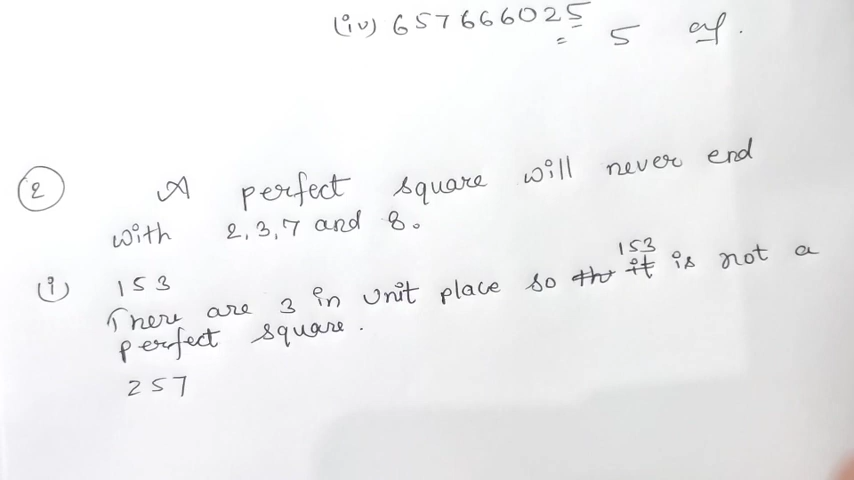 (iv) 657666025 5
2 A perfect square will never end
with 2,3,7 and 8.
(i) 153
153
There are 3 in unit place so it is not a
perfect square.
257